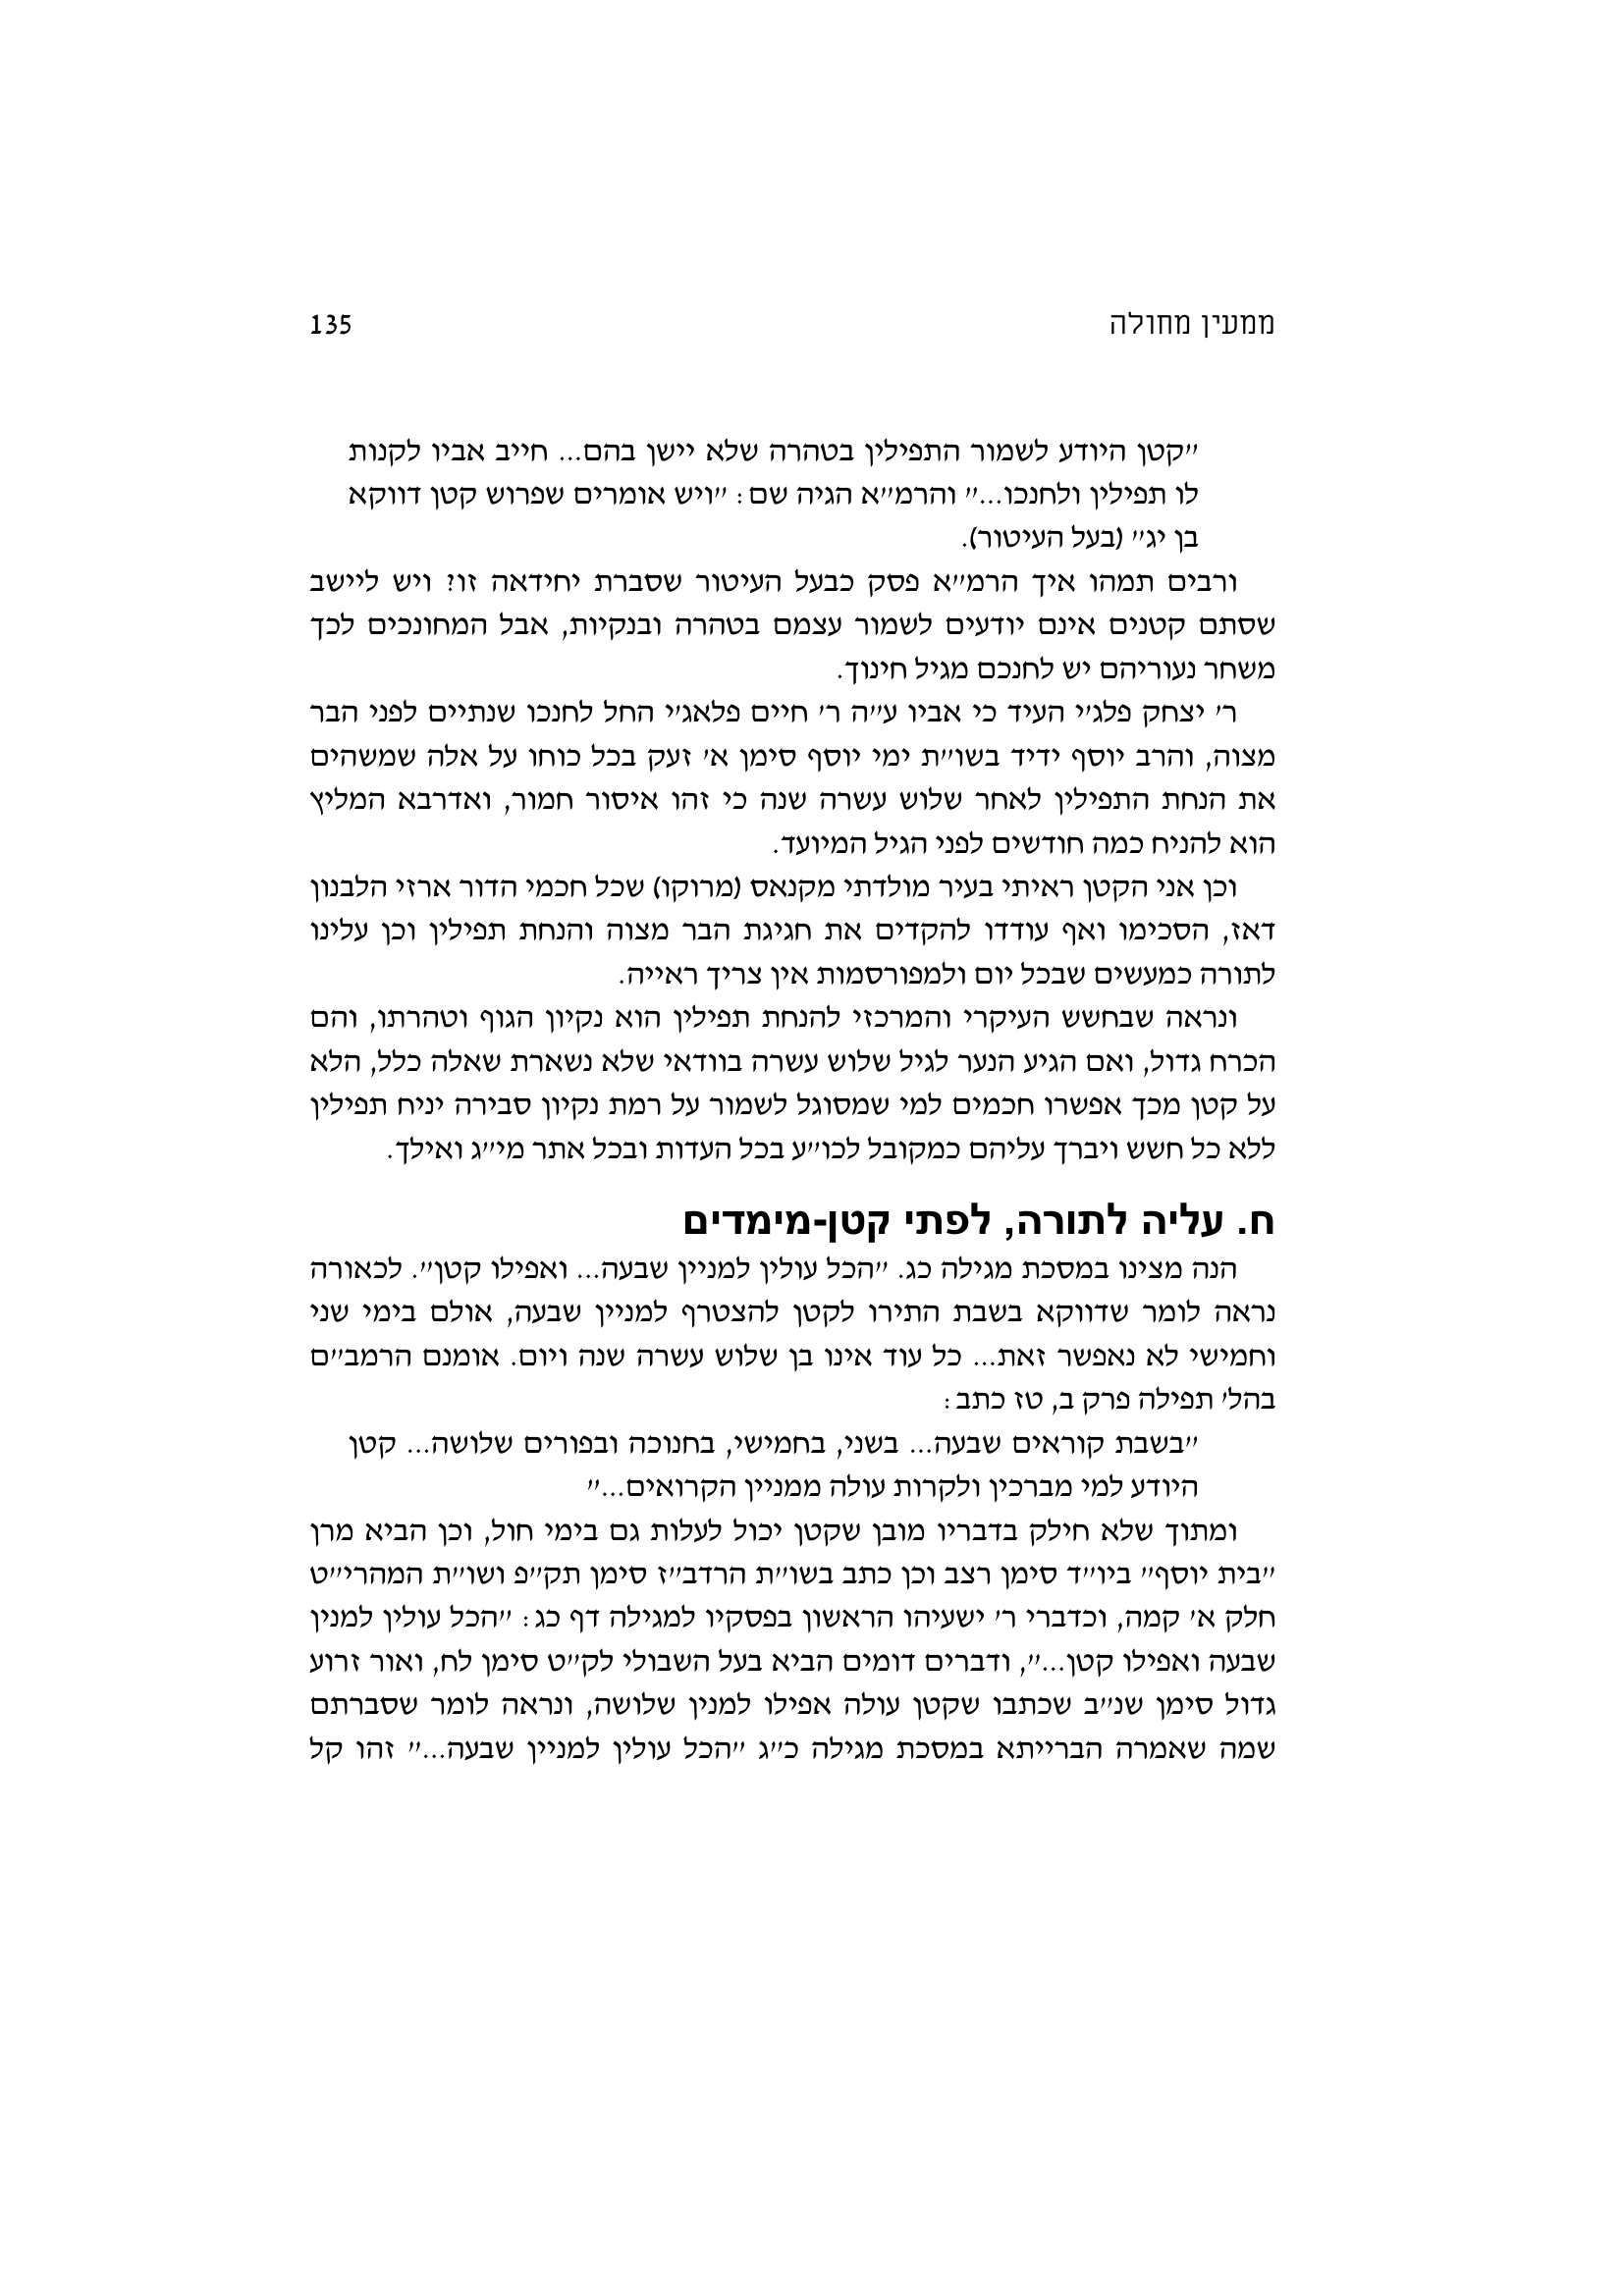 ממעין מחולה 135
״קטן היודע לשמור התפילין בטהרה שלא יישן בהם... חייב אביו לקנות
לו תפילין ולחנכו...״ והרמ״א הגיה שם: ״ויש אומרים שפרוש קטן דווקא
בן יג״ (בעל העיטור).
ורבים תמהו איך הרמ״א פסק כבעל העיטור שסברת יחידאה זו? ויש ליישב
שסתם קטנים אינם יודעים לשמור עצמם בטהרה ובנקיות, אבל המחונכים לכך
משחר נעוריהם יש לחנכם מגיל חינוך.
ר׳ יצחק פלג׳י העיד כי אביו ע״ה ר׳ חיים פלאג׳י החל לחנכו שנתיים לפני הבר
מצוה, והרב יוסף ידיד בשו״ת ימי יוסף סימן א׳ זעק בכל כוחו על אלה שמשהים
את הנחת התפילין לאחר שלוש עשרה שנה כי זהו איסור חמור, ואדרבא המליץ
הוא להניח כמה חודשים לפני הגיל המיועד.
וכן אני הקטן ראיתי בעיר מולדתי מקנאס (מרוקו) שכל חכמי הדור ארזי הלבנון
דאז, הסכימו ואף עודדו להקדים את חגיגת הבר מצוה והנחת תפילין וכן עלינו
לתורה כמעשים שבכל יום ולמפורסמות אין צריך ראייה.
ונראה שבחשש העיקרי והמרכזי להנחת תפילין הוא נקיון הגוף וטהרתו, והם
הכרח גדול, ואם הגיע הנער לגיל שלוש עשרה בוודאי שלא נשארת שאלה כלל, הלא
על קטן מכך אפשרו חכמים למי שמסוגל לשמור על רמת נקיון סבירה יניח תפילין
ללא כל חשש ויברך עליהם כמקובל לכו״ע בכל העדות ובכל אתר מי״ג ואילך.
ח. עליה לתורה, לפתי קטן-מימדים
הנה מצינו במסכת מגילה כג. ״הכל עולין למניין שבעה... ואפילו קטן״. לכאורה
נראה לומר שדווקא בשבת התירו לקטן להצטרף למניין שבעה, אולם בימי שני
וחמישי לא נאפשר זאת... כל עוד אינו בן שלוש עשרה שנה ויום. אומנם הרמב״ם
בהל׳ תפילה פרק ב, טז כתב:
״בשבת קוראים שבעה... בשני, בחמישי, בחנוכה ובפורים שלושה... קטן
היודע למי מברכין ולקרות עולה ממניין הקרואים...״
ומתוך שלא חילק בדבריו מובן שקטן יכול לעלות גם בימי חול, וכן הביא מרן
״בית יוסף״ ביו״ד סימן רצב וכן כתב בשו״ת הרדב״ז סימן תק״פ ושו״ת המהרי״ט
חלק א׳ קמה, וכדברי ר׳ ישעיהו הראשון בפסקיו למגילה דף כג: ״הכל עולין למנין
שבעה ואפילו קטן...״, ודברים דומים הביא בעל השבולי לק״ט סימן לח, ואור זרוע
גדול סימן שנ״ב שכתבו שקטן עולה אפילו למנין שלושה, ונראה לומר שסברתם
שמה שאמרה הברייתא במסכת מגילה כ״ג ״הכל עולין למניין שבעה...״ זהו קל